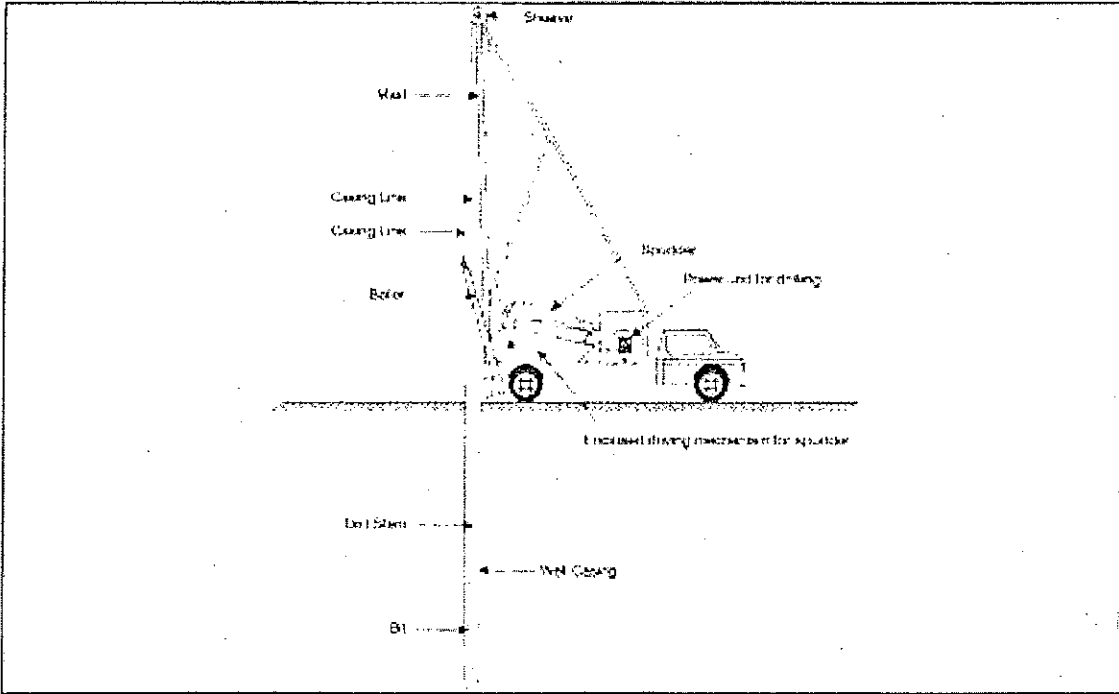 Mast
Casing Line
Casing Line
Bailer
Spudder
Power unit for drilling
Enclosed driving mechanism for spudder
Drill Stem
Well Casing
Bit